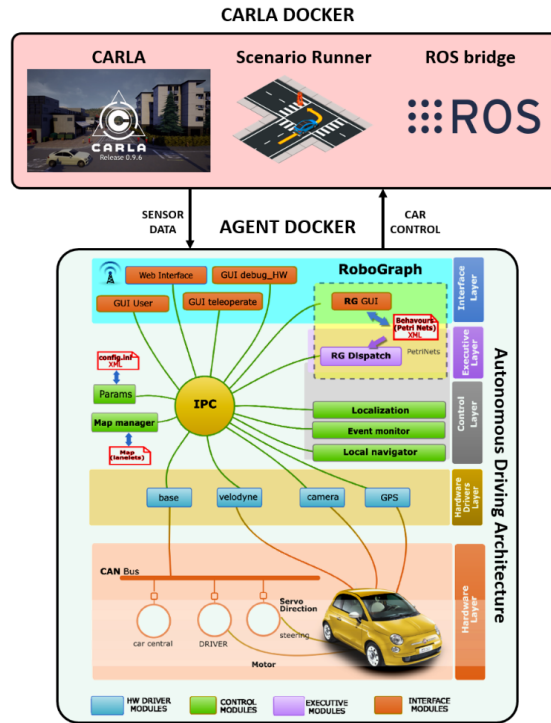 CARLA DOCKER
CARLA
Scenario Runner
ROS bridge
CARLA
Release 0.9.6
ROS
SENSOR
DATA
AGENT DOCKER
CAR
CONTROL
Web Interface
GUI debug_HW
RoboGraph
GUI User
GUI teleoperate
RG GUI
Interface
Layer
Behavours
(Petri Nets)
XML
config.inf
XML
RG Dispatch
PetriNets
Executive
Layer
Params
IPC
Map manager
Localization
Event monitor
Local navigator
Control
Layer
Map
(lanelets)
base
velodyne
camera
GPS
Hardware
Drivers
Layer
Autonomous Driving Architecture
CAN Bus
Servo
Direction
car central
DRIVER
steering
Motor
Hardware
Layer
HW DRIVER
MODULES
CONTROL
MODULES
EXECUTIVE
MODULES
INTERFACE
MODULES